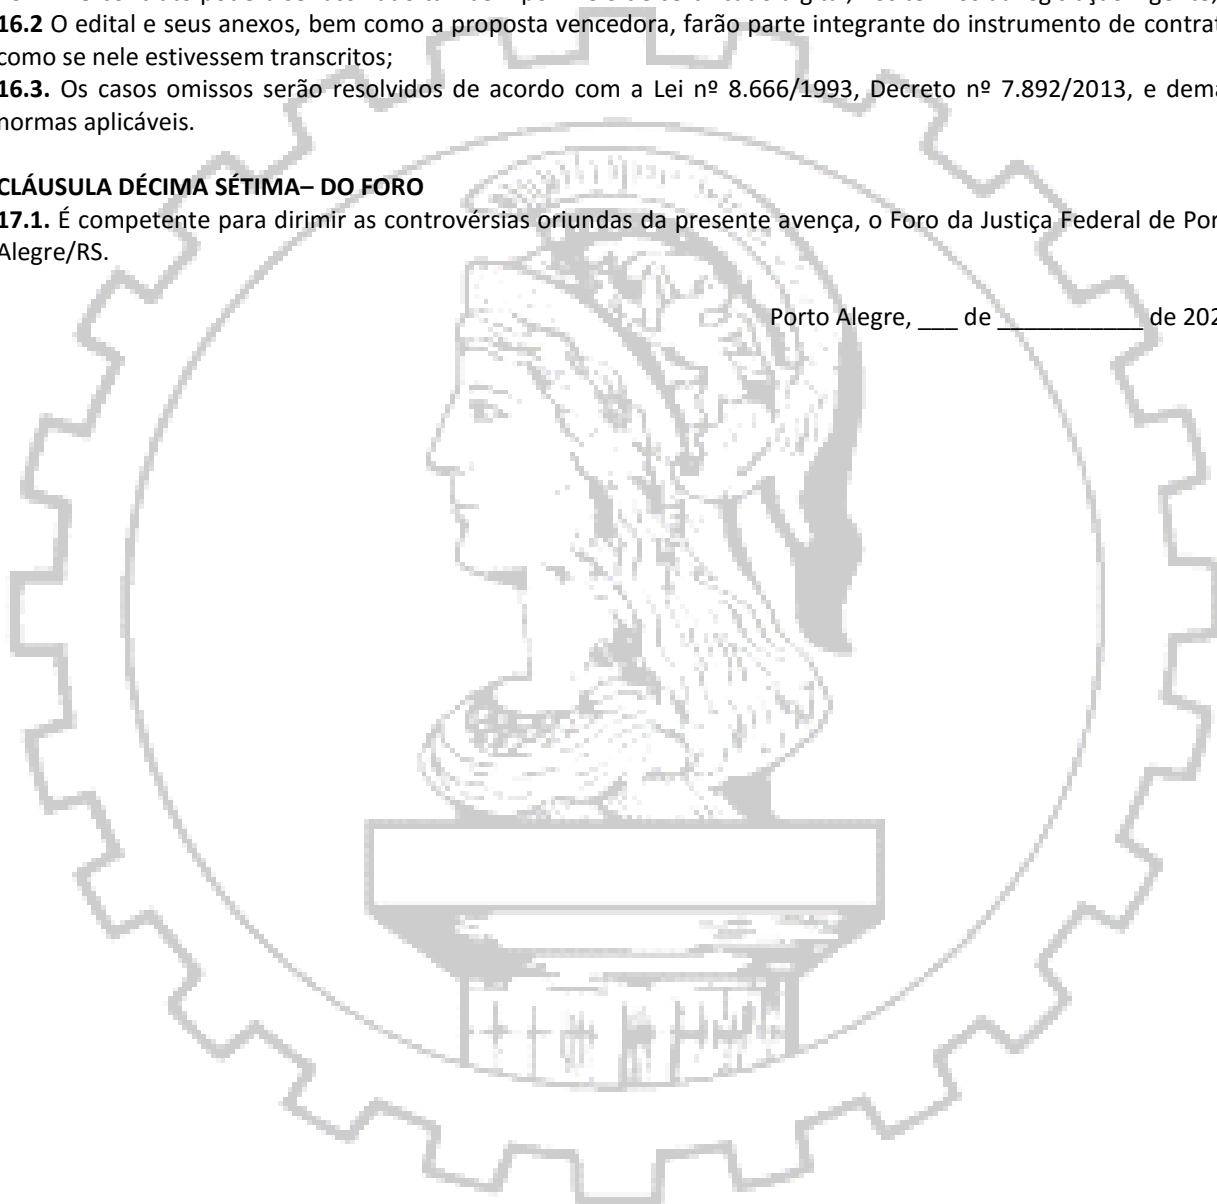 16.2 O edital e seus anexos, bem como a proposta vencedora, farão parte integrante do instrumento de contrat
como se nele estivessem transcritos;
16.3. Os casos omissos serão resolvidos de acordo com a Lei nº 8.666/1993, Decreto nº 7.892/2013, e dema
normas aplicáveis.
CLÁUSULA DÉCIMA SÉTIMA– DO FORO
17.1. É competente para dirimir as controvérsias oriundas da presente avença, o Foro da Justiça Federal de Por
Alegre/RS.
Porto Alegre, ___ de ___________ de 202